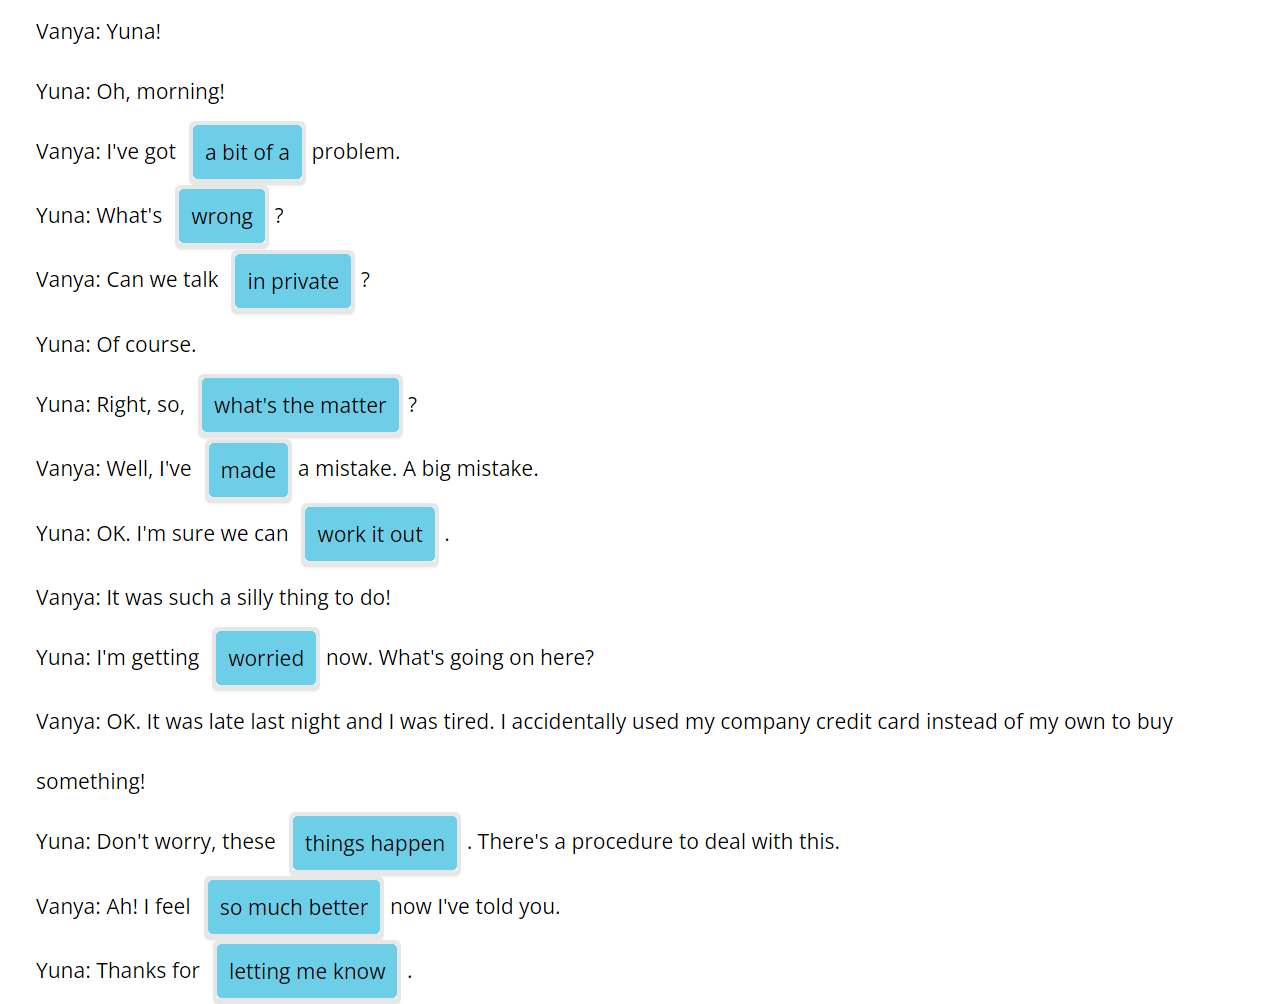 Vanya: Yuna!
Yuna: Oh, morning!
Vanya: I've got a bit of a problem.
Yuna: What's wrong ?
Vanya: Can we talk in private ?
Yuna: Of course.
Yuna: Right, so, what's the matter ?
Vanya: Well, I've made a mistake. A big mistake.
Yuna: OK. I'm sure we can work it out .
Vanya: It was such a silly thing to do!
Yuna: I'm getting worried now. What's going on here?
Vanya: OK. It was late last night and I was tired. I accidentally used my company credit card instead of my own to buy
something!
Yuna: Don't worry, these things happen . There's a procedure to deal with this.
Vanya: Ah! I feel so much better now I've told you.
Yuna: Thanks for letting me know .